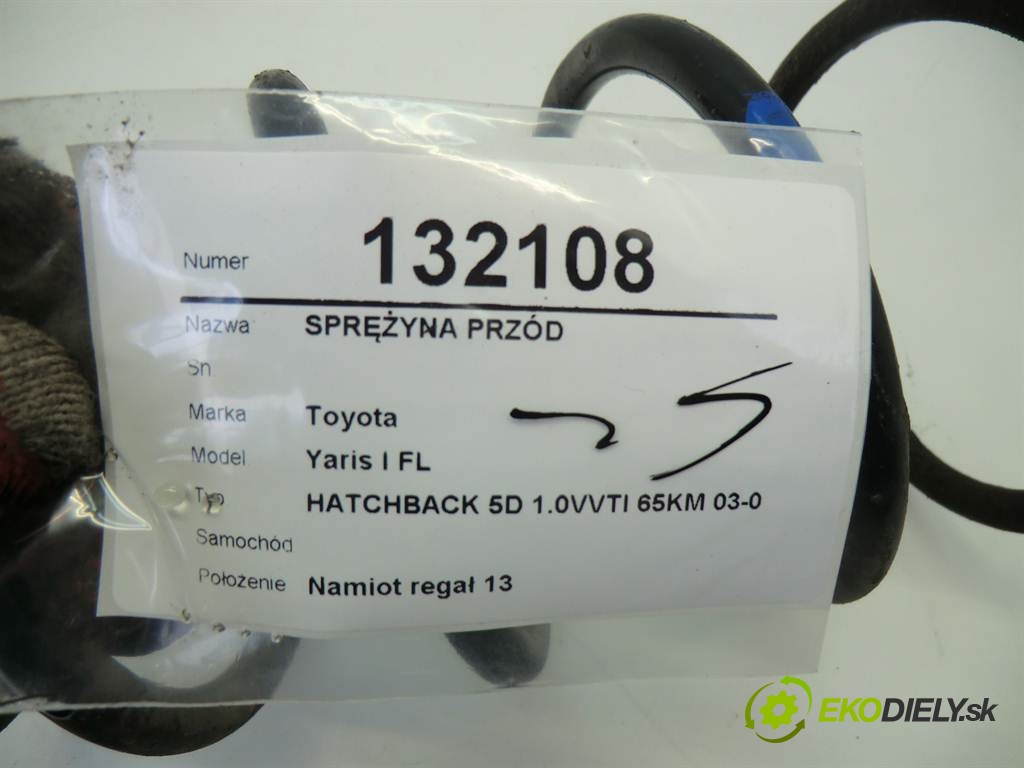 Numer 132108
Nazwa SPRĘŻYNA PRZÓD
Sn
Marka Toyota
Model Yaris I FL
Typ HATCHBACK 5D 1.0VVTI 65KM 03-0
Samochód
Położenie Namiot regał 13
EKODIELY.sk